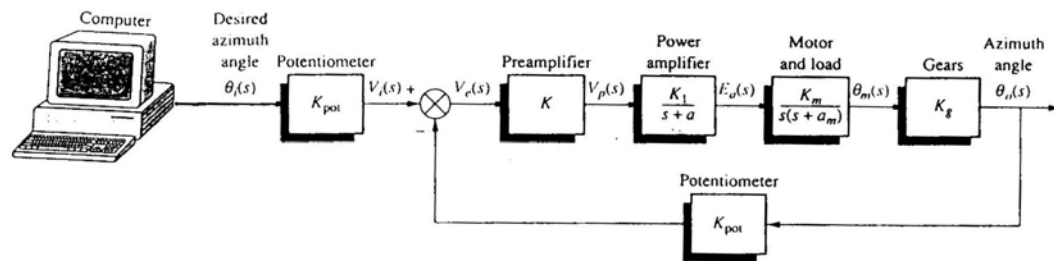 Computer
Desired
azimuth
angle
θi(s)
Potentiometer
Kpot
Vi(s) +
−
Ve(s)
Preamplifier
K
Vp(s)
Power
amplifier
K1
s + a
Ea(s)
Motor
and load
Km
s(s + am)
θm(s)
Gears
Kg
Azimuth
angle
θo(s)
Potentiometer
Kpot